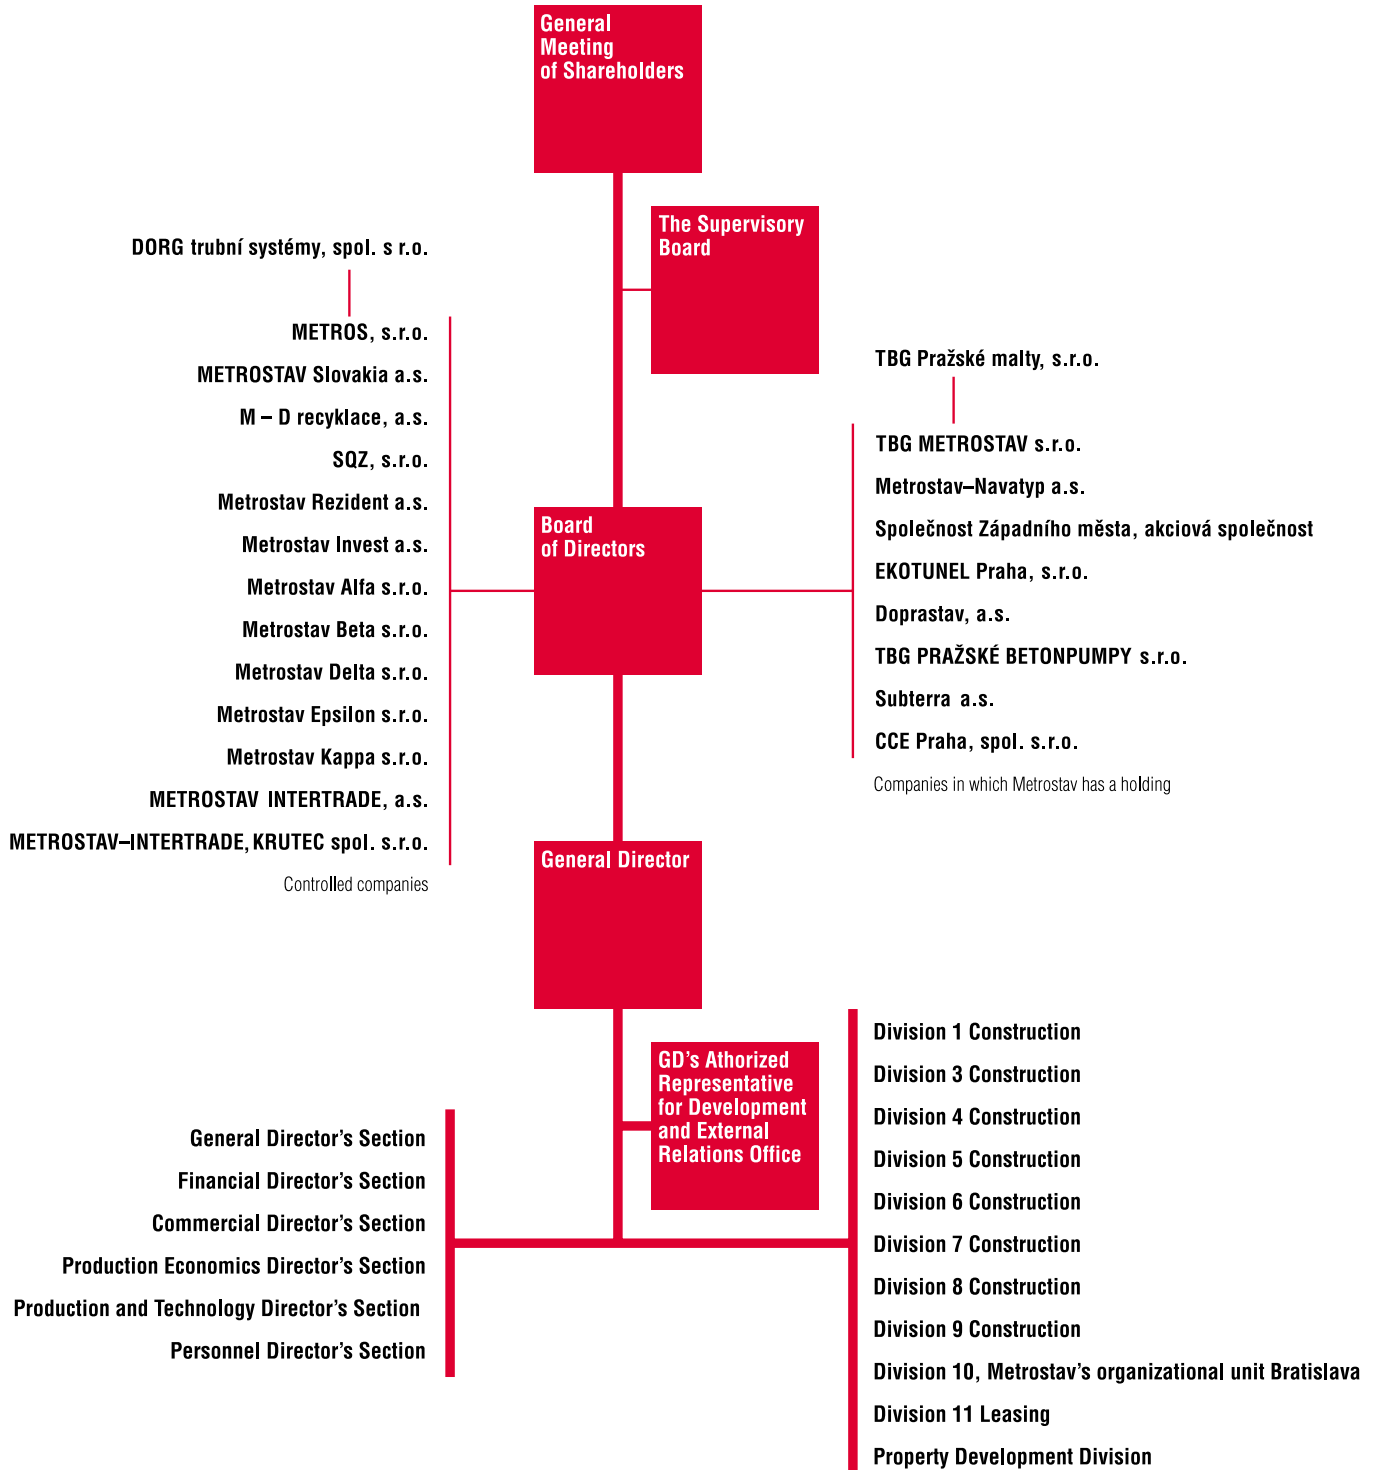 General
Meeting
of Shareholders
The Supervisory
Board
DORG trubní systémy, spol. s r.o.
METROS, s.r.o.
METROSTAV Slovakia a.s.
M – D recyklace, a.s.
SQZ, s.r.o.
Metrostav Rezident a.s.
Metrostav Invest a.s.
Metrostav Alfa s.r.o.
Metrostav Beta s.r.o.
Metrostav Delta s.r.o.
Metrostav Epsilon s.r.o.
Metrostav Kappa s.r.o.
METROSTAV INTERTRADE, a.s.
METROSTAV–INTERTRADE, KRUTEC spol. s.r.o.
Controlled companies
Board
of Directors
TBG Pražské malty, s.r.o.
TBG METROSTAV s.r.o.
Metrostav–Navatyp a.s.
Společnost Západního města, akciová společnost
EKOTUNEL Praha, s.r.o.
Doprastav, a.s.
TBG PRAŽSKÉ BETONPUMPY s.r.o.
Subterra a.s.
CCE Praha, spol. s.r.o.
Companies in which Metrostav has a holding
General Director
GD's Athorized
Representative
for Development
and External
Relations Office
General Director's Section
Financial Director's Section
Commercial Director's Section
Production Economics Director's Section
Production and Technology Director's Section
Personnel Director's Section
Division 1 Construction
Division 3 Construction
Division 4 Construction
Division 5 Construction
Division 6 Construction
Division 7 Construction
Division 8 Construction
Division 9 Construction
Division 10, Metrostav's organizational unit Bratislava
Division 11 Leasing
Property Development Division